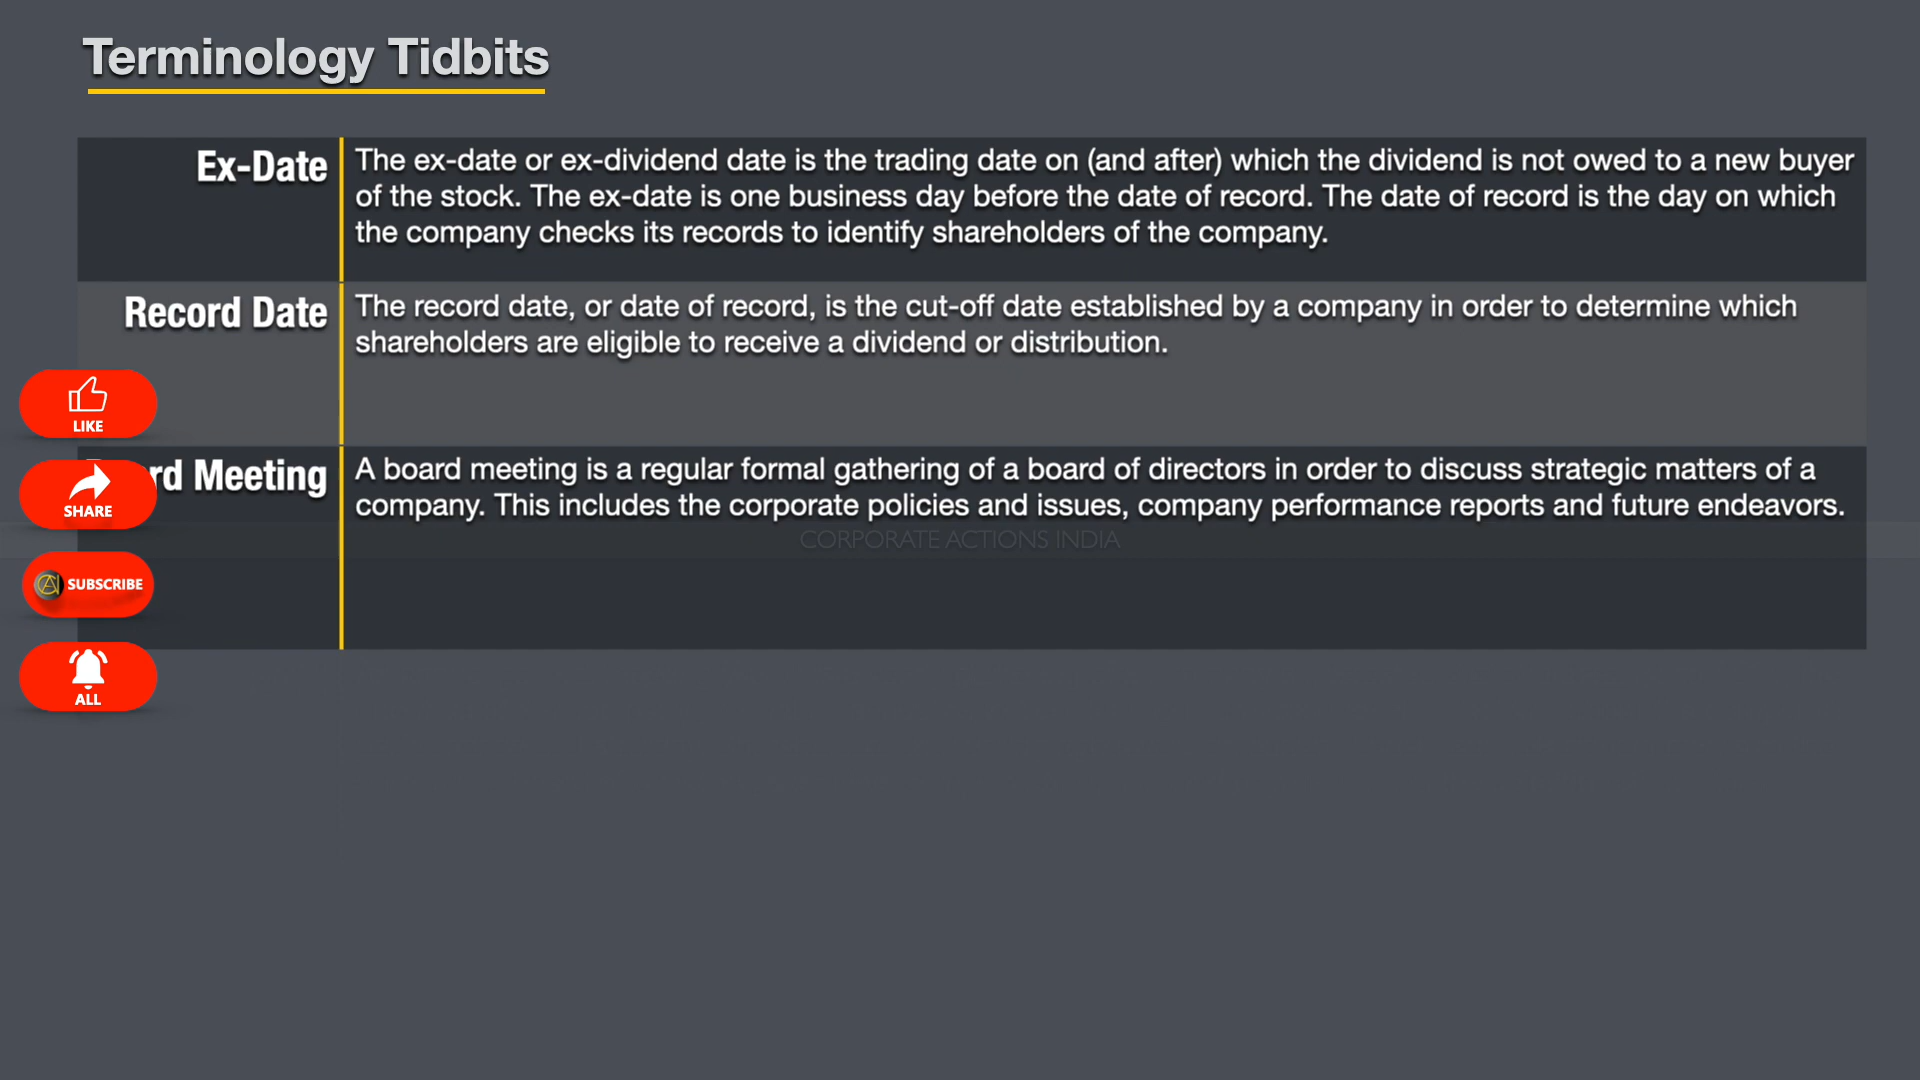 Terminology Tidbits
Ex-Date
The ex-date or ex-dividend date is the trading date on (and after) which the dividend is not owed to a new buyer
of the stock. The ex-date is one business day before the date of record. The date of record is the day on which
the company checks its records to identify shareholders of the company.
Record Date
The record date, or date of record, is the cut-off date established by a company in order to determine which
shareholders are eligible to receive a dividend or distribution.
LIKE
Meeting
A board meeting is a regular formal gathering of a board of directors in order to discuss strategic matters of a
company. This includes the corporate policies and issues, company performance reports and future endeavors.
SHARE
CORPORATE ACTIONS INDIA
SUBSCRIBE
ALL